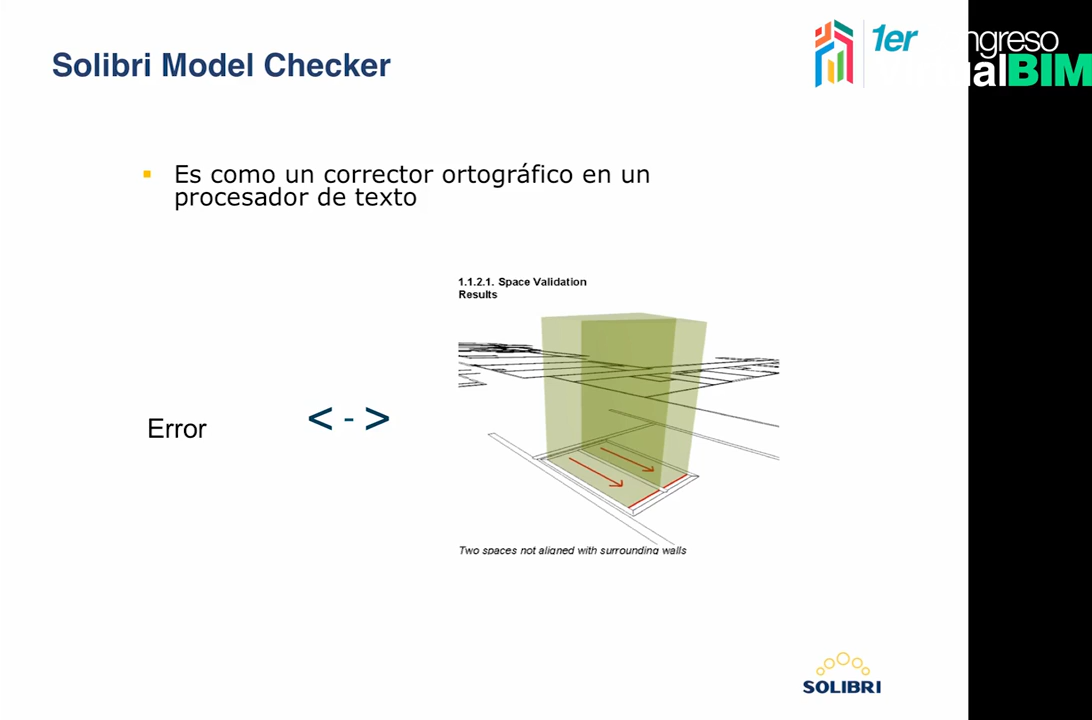 Solibri Model Checker
1er
ngreso
ualBIM
Es como un corrector ortográfico en un
procesador de texto
1.1.2.1. Space Validation
Results
Error
< - >
Two spaces not aligned with surrounding walls
SOLIBRI